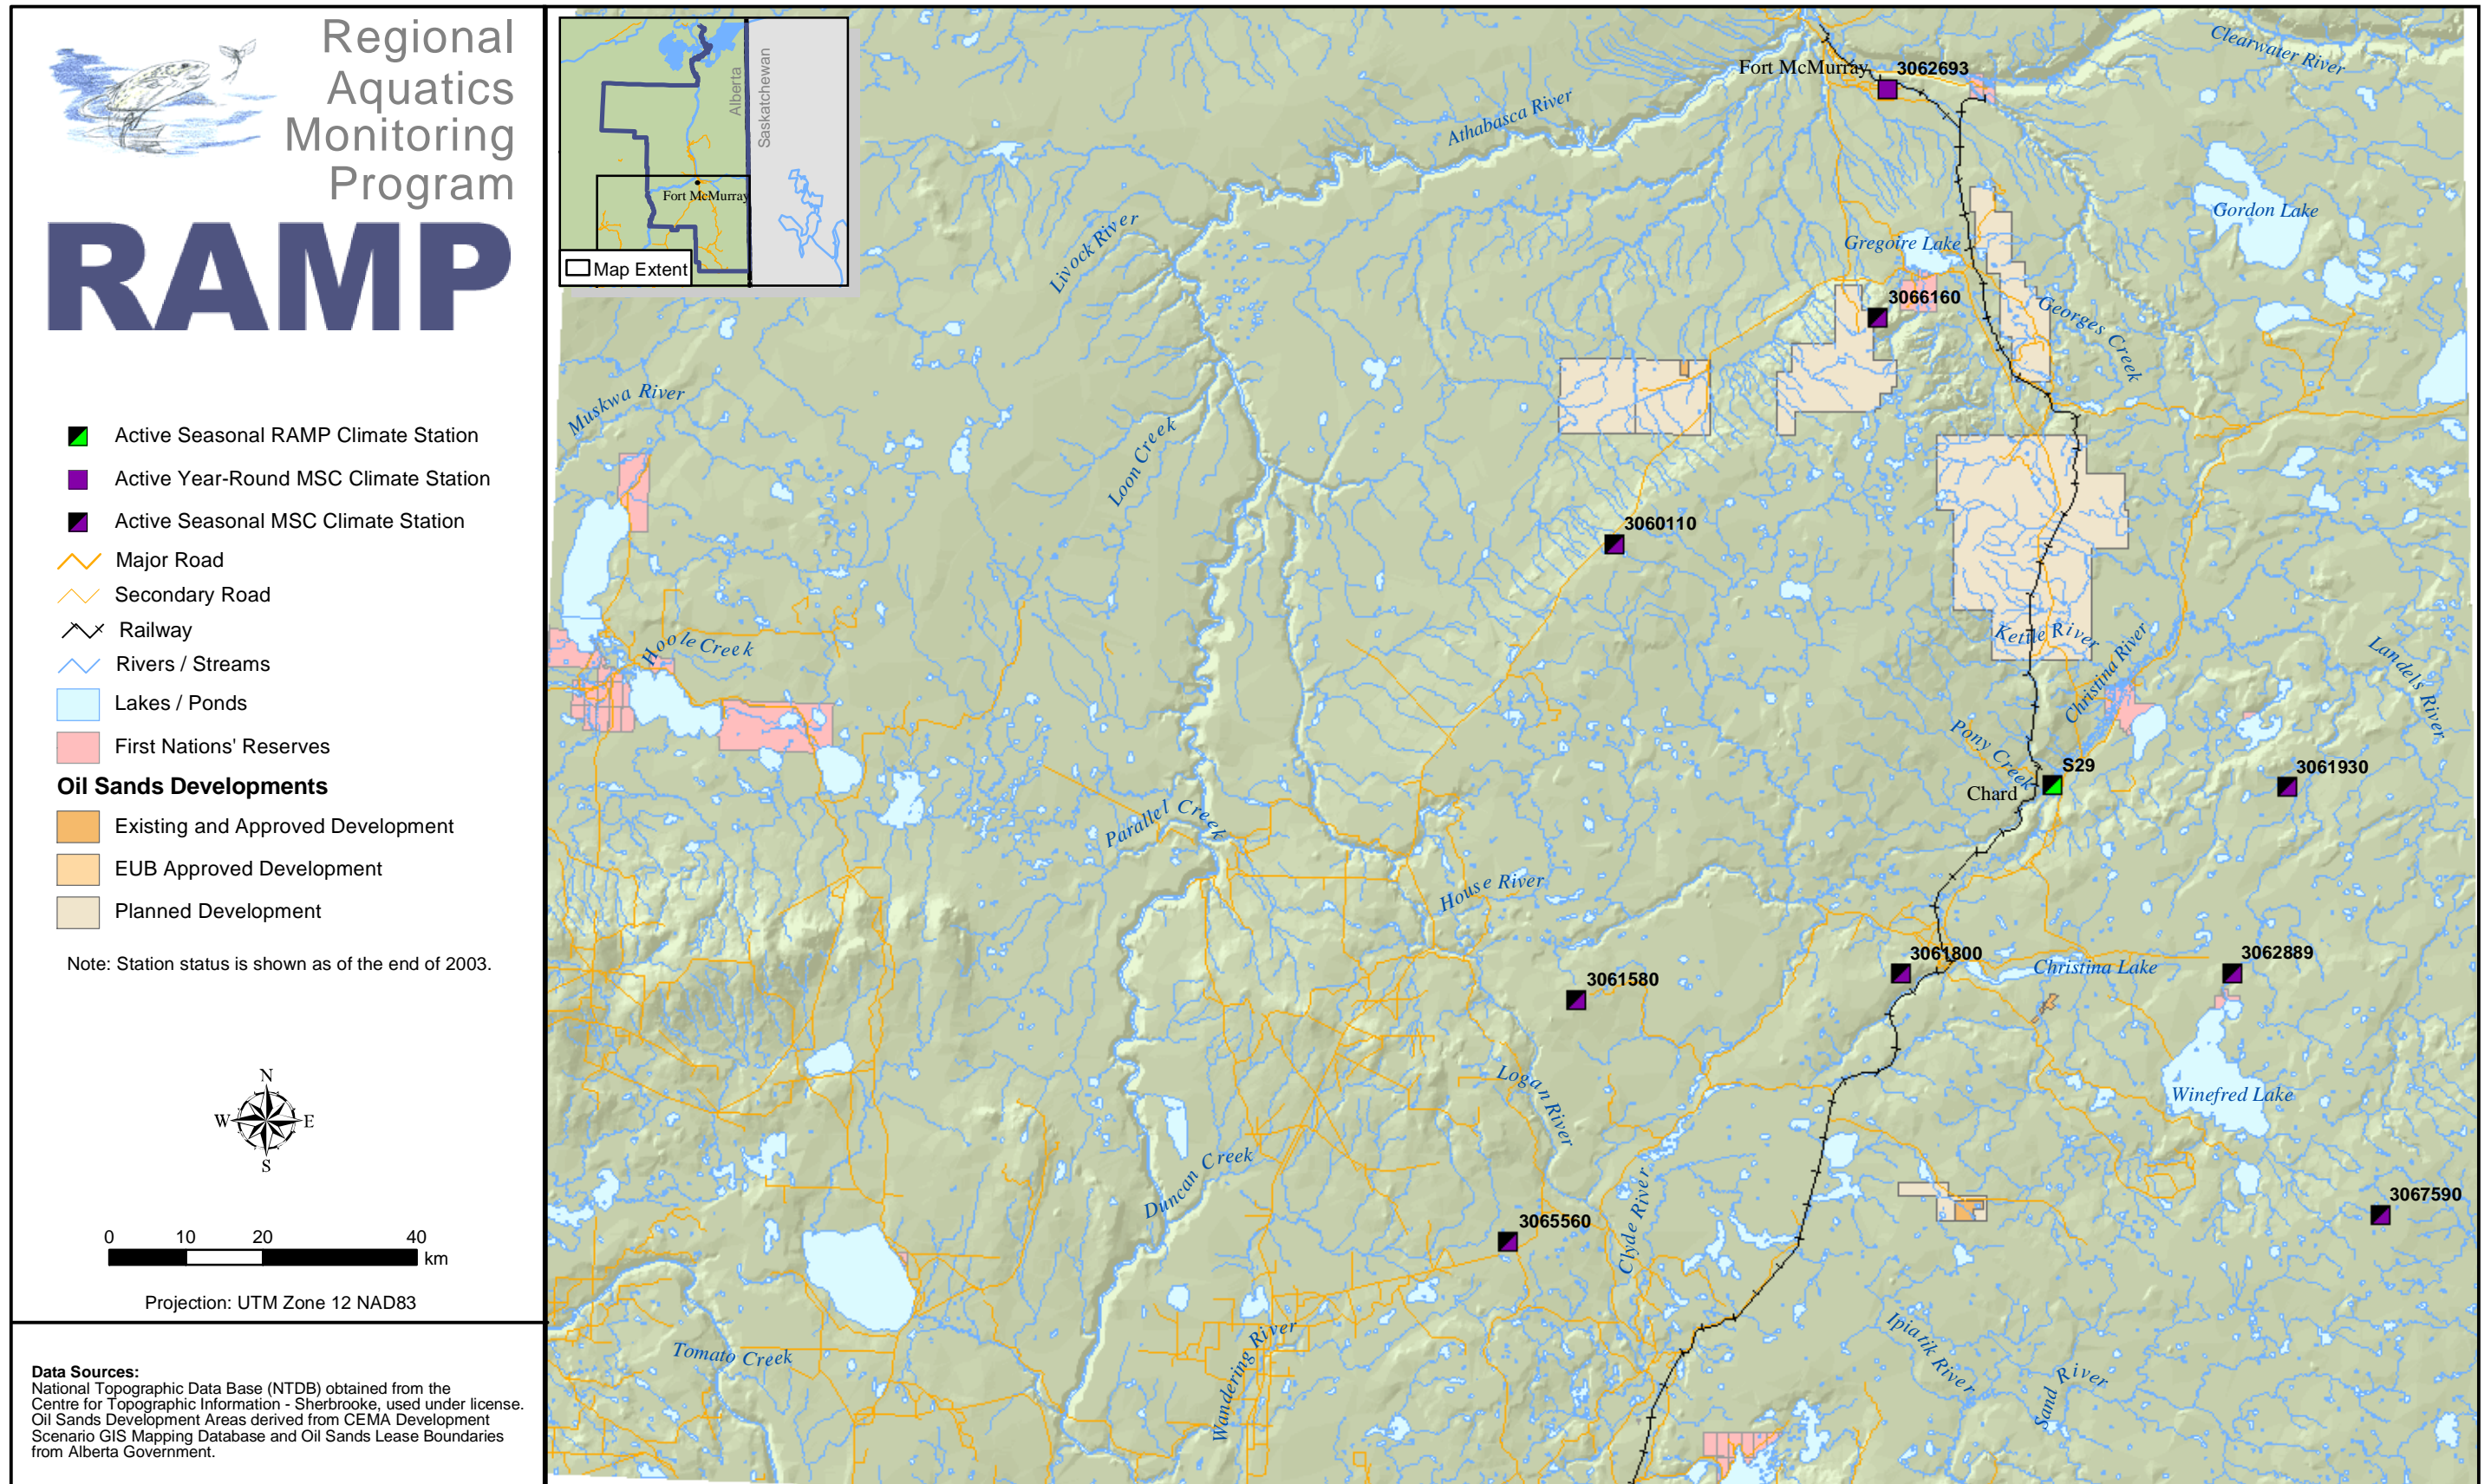 Regional
Aquatics
Monitoring
Program
RAMP
Active Seasonal RAMP Climate Station
Active Year-Round MSC Climate Station
Active Seasonal MSC Climate Station
Major Road
Secondary Road
Railway
Rivers / Streams
Lakes / Ponds
First Nations' Reserves
Oil Sands Developments
Existing and Approved Development
EUB Approved Development
Planned Development
Note: Station status is shown as of the end of 2003.
N
W E
S
0 10 20 40
km
Projection: UTM Zone 12 NAD83
Data Sources:
National Topographic Data Base (NTDB) obtained from the
Centre for Topographic Information - Sherbrooke, used under license.
Oil Sands Development Areas derived from CEMA Development
Scenario GIS Mapping Database and Oil Sands Lease Boundaries
from Alberta Government.
Alberta
Saskatchewan
Fort McMurray
Map Extent
Clearwater River
Fort McMurray
3062693
Athabasca River
Gordon Lake
Livock River
Gregoire Lake
3066160
Georges Creek
Muskwa River
Loon Creek
3060110
Hoole Creek
Kettle River
Christina River
Landels River
Pony Creek
S29
3061930
Chard
Parallel Creek
House River
3061800
Christina Lake
3062889
3061580
Logan River
Winefred Lake
Duncan Creek
3067590
3065560
Clyde River
Ipiatik River
Sand River
Wandering River
Tomato Creek